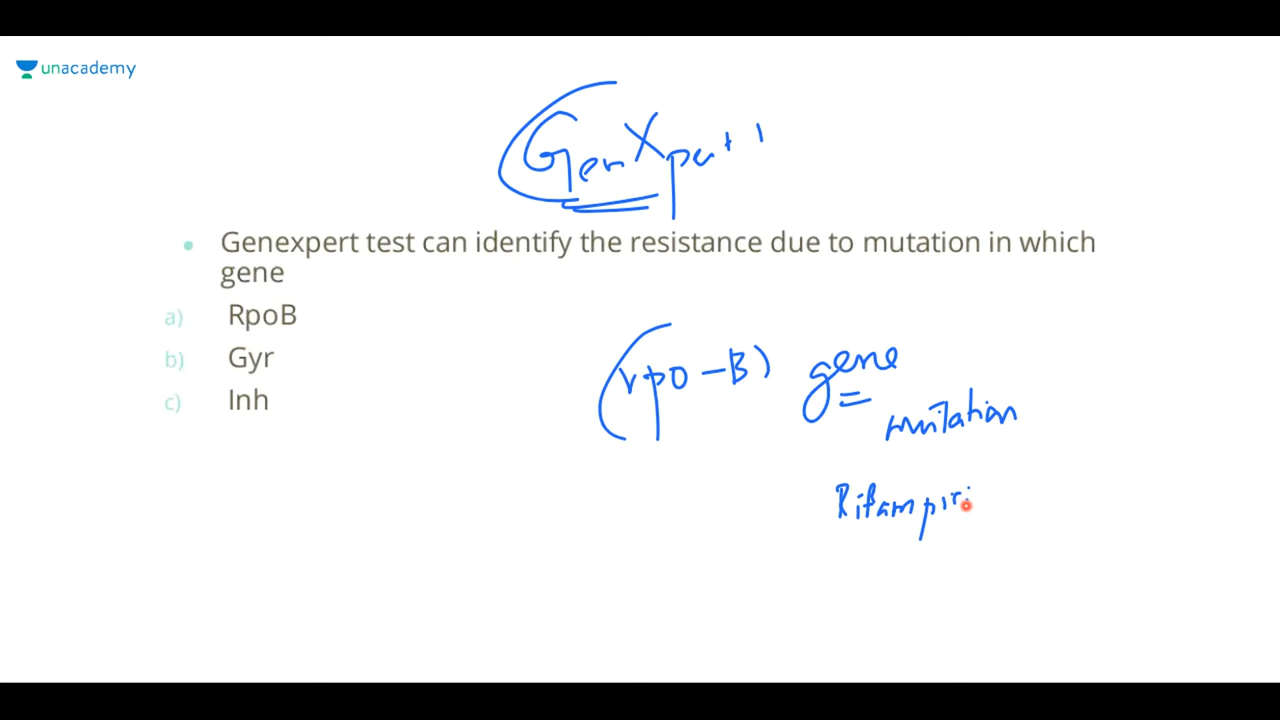 unacademy
GenXpert
Genexpert test can identify the resistance due to mutation in which
gene
a) RpoB
b) Gyr
c) Inh
(rpo-B) gene
mutation
Rifampiri